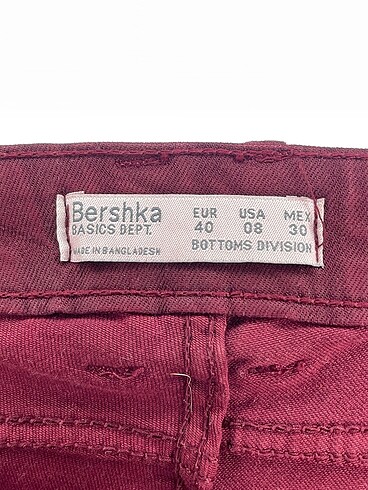 Bershka EUR USA MEX
BASICS DEPT. 40 08 30
MADE IN BANGLADESH BOTTOMS DIVISION